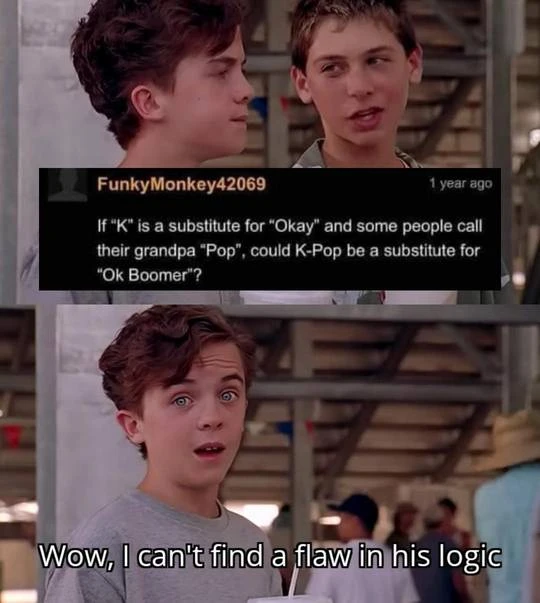 FunkyMonkey42069 1 year ago
If "K" is a substitute for "Okay" and some people call
their grandpa "Pop", could K-Pop be a substitute for
"Ok Boomer"?
Wow, I can't find a flaw in his logic